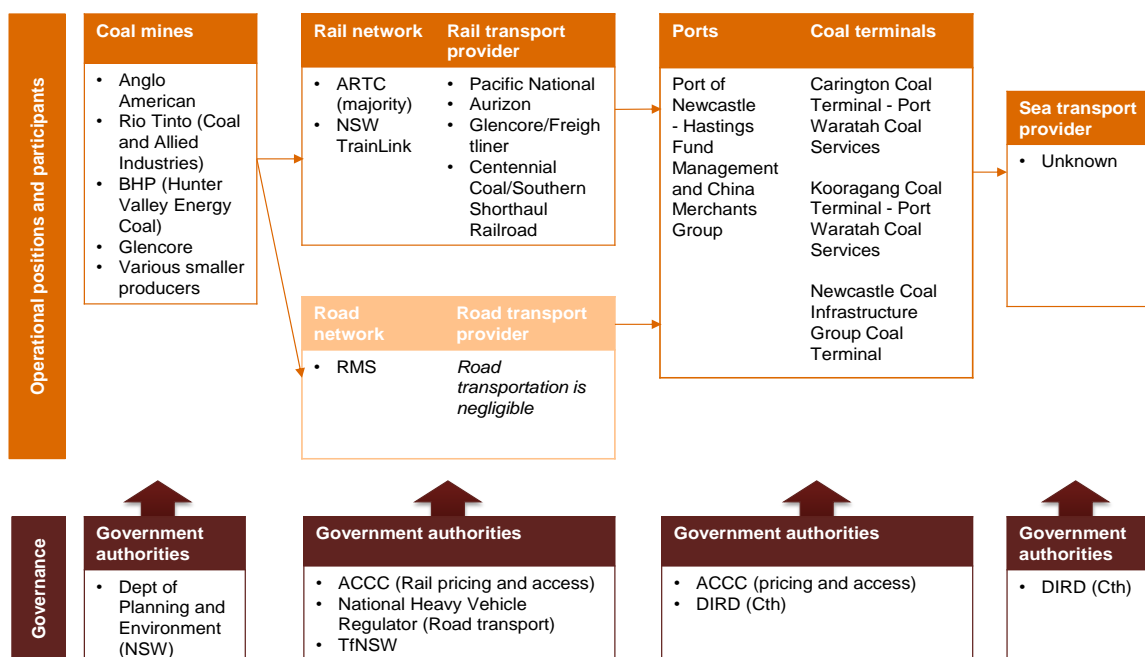 Operational positions and participants
Coal mines
• Anglo
American
• Rio Tinto (Coal
and Allied
Industries)
• BHP (Hunter
Valley Energy
Coal)
• Glencore
• Various smaller
producers
Rail network
• ARTC
(majority)
• NSW
TrainLink
Rail transport
provider
• Pacific National
• Aurizon
• Glencore/Freigh
tliner
• Centennial
Coal/Southern
Shorthaul
Railroad
Road
network
• RMS
Road transport
provider
Road
transportation is
negligible
Ports
Port of
Newcastle
- Hastings
Fund
Management
and China
Merchants
Group
Coal terminals
Carington Coal
Terminal - Port
Waratah Coal
Services
Kooragang Coal
Terminal - Port
Waratah Coal
Services
Newcastle Coal
Infrastructure
Group Coal
Terminal
Sea transport
provider
• Unknown
Governance
Government
authorities
• Dept of
Planning and
Environment
(NSW)
Government authorities
• ACCC (Rail pricing and access)
• National Heavy Vehicle
Regulator (Road transport)
• TfNSW
Government authorities
• ACCC (pricing and access)
• DIRD (Cth)
Government
authorities
• DIRD (Cth)